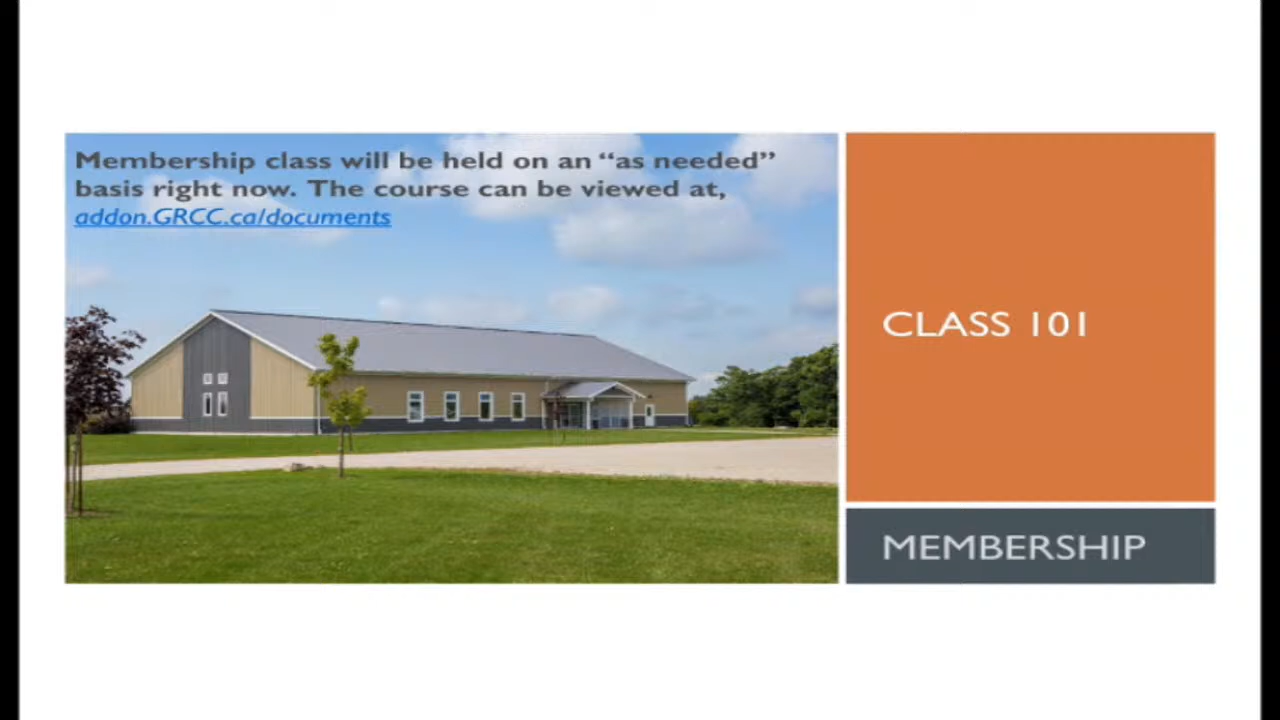 Membership class will be held on an “as needed”
basis right now. The course can be viewed at,
addon.GRCC.ca/documents
CLASS 101
MEMBERSHIP